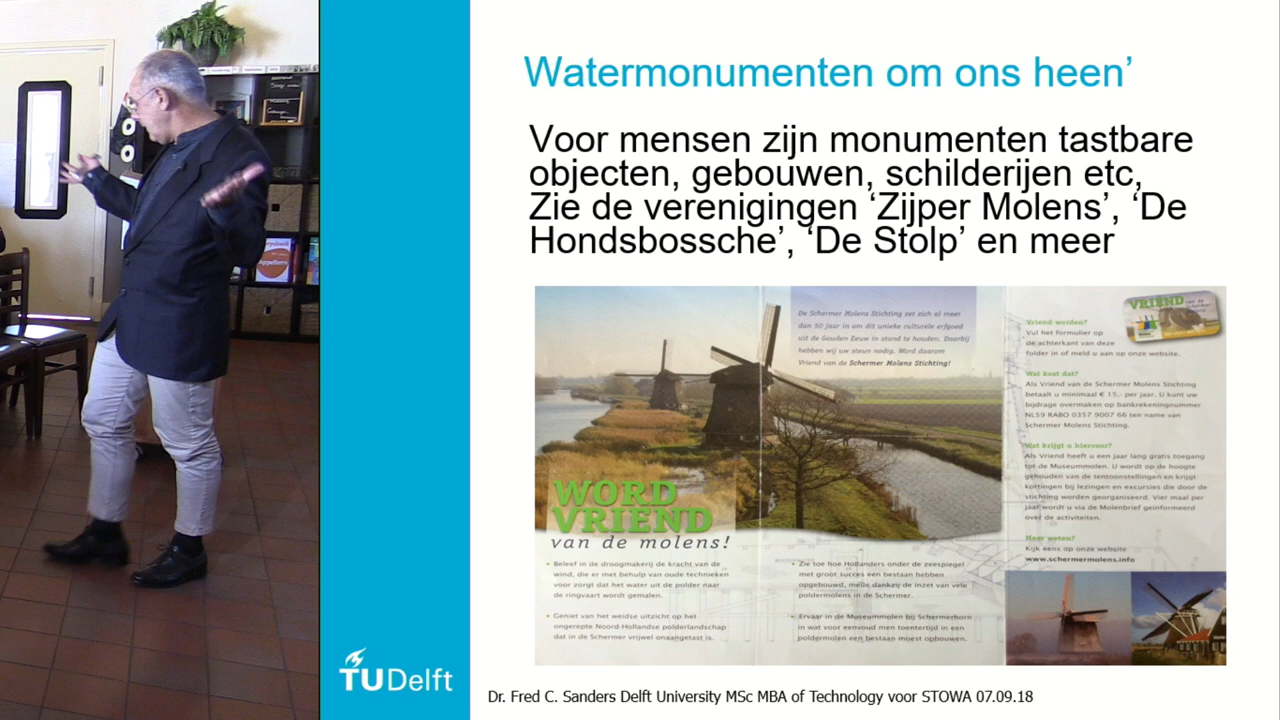 Watermonumenten om ons heen’
Voor mensen zijn monumenten tastbare
objecten, gebouwen, schilderijen etc,
Zie de verenigingen ‘Zijper Molens’, ‘De
Hondsbossche’, ‘De Stolp’ en meer
De Schermer Molens Stichting zet zich al meer
dan 50 jaar in om dit unieke culturele erfgoed
uit de Gouden Eeuw in stand te houden. Daarbij
hebben wij uw steun nodig. Word daarom
Vriend van de Schermer Molens Stichting!
WORD
VRIEND
van de molens!
• Beleef in de droogmakerij de kracht van de
wind, die er met behulp van oude technieken
voor zorgt dat het water uit de polder naar
de ringvaart wordt gemalen.
• Geniet van het weidse uitzicht op het
ongerepte Noord-Hollandse polderlandschap
dat in de Schermer vrijwel onaangetast is.
• Zie toe hoe Hollanders onder de zeespiegel
met groot succes een bestaan hebben
opgebouwd, mede dankzij de inzet van vele
poldermolens in de Schermer.
• Ervaar in de Museummolen bij Schermerhorn
in wat voor eenvoud men toentertijd in een
poldermolen een bestaan moest opbouwen.
VRIEND
Vriend worden?
Vul het formulier op
de achterkant van deze
folder in of meld u aan op onze website.
Wat kost dat?
Als Vriend van de Schermer Molens Stichting
betaalt u minimaal € 15,- per jaar. U kunt uw
bijdrage overmaken op bankrekeningnummer
NL59 RABO 0357 9007 66 ten name van
Schermer Molens Stichting.
Wat krijgt u hiervoor?
Als Vriend heeft u een jaar lang gratis toegang
tot de Museummolen. U wordt op de hoogte
gehouden van de tentoonstellingen en krijgt
kortingen bij lezingen en excursies die door de
stichting worden georganiseerd. Vier maal per
jaar wordt u via de Molenbrief geïnformeerd
over de activiteiten.
Meer weten?
Kijk eens op onze website
www.schermermolens.info
TU Delft
Dr. Fred C. Sanders Delft University MSc MBA of Technology voor STOWA 07.09.18